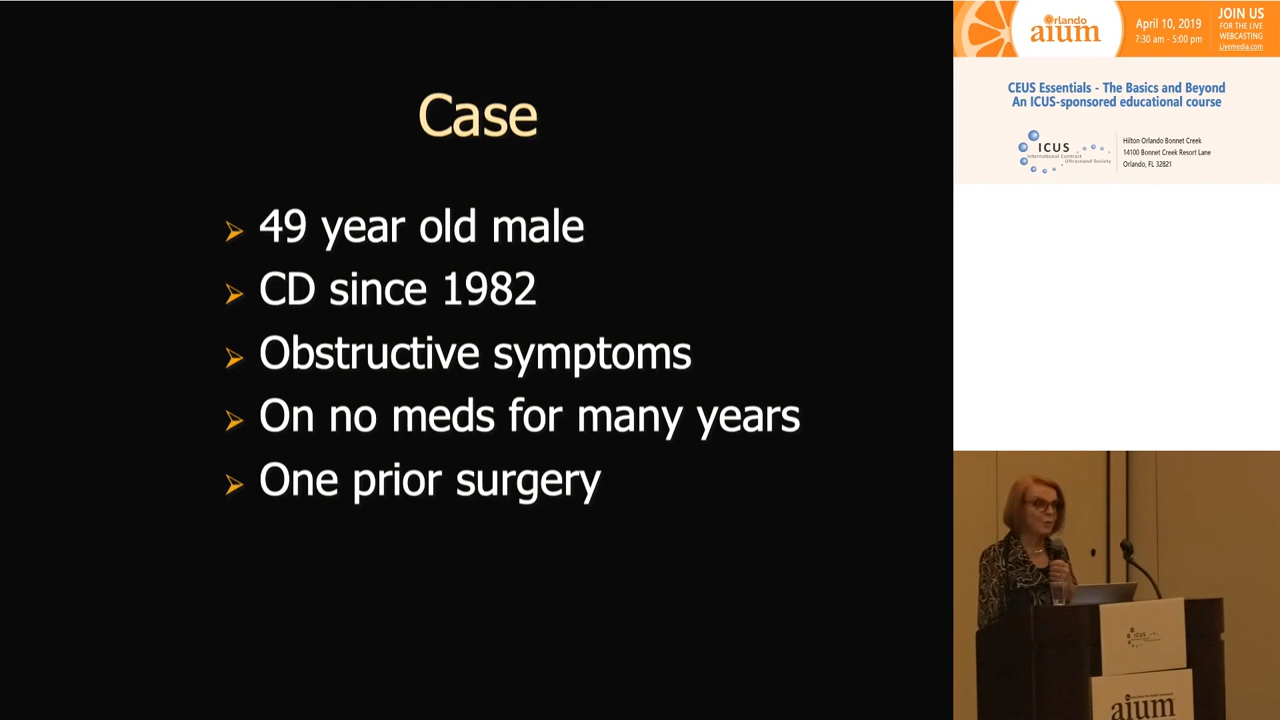 Case
49 year old male
CD since 1982
Obstructive symptoms
On no meds for many years
One prior surgery
Orlando
aium
April 10, 2019
7:30 am - 5:00 pm
JOIN US
FOR THE LIVE
WEBCASTING
Livemedia.com
CEUS Essentials - The Basics and Beyond
An ICUS-sponsored educational course
ICUS
International Contrast
Ultrasound Society
Hilton Orlando Bonnet Creek
14100 Bonnet Creek Resort Lane
Orlando, FL 32821
ICUS
aium